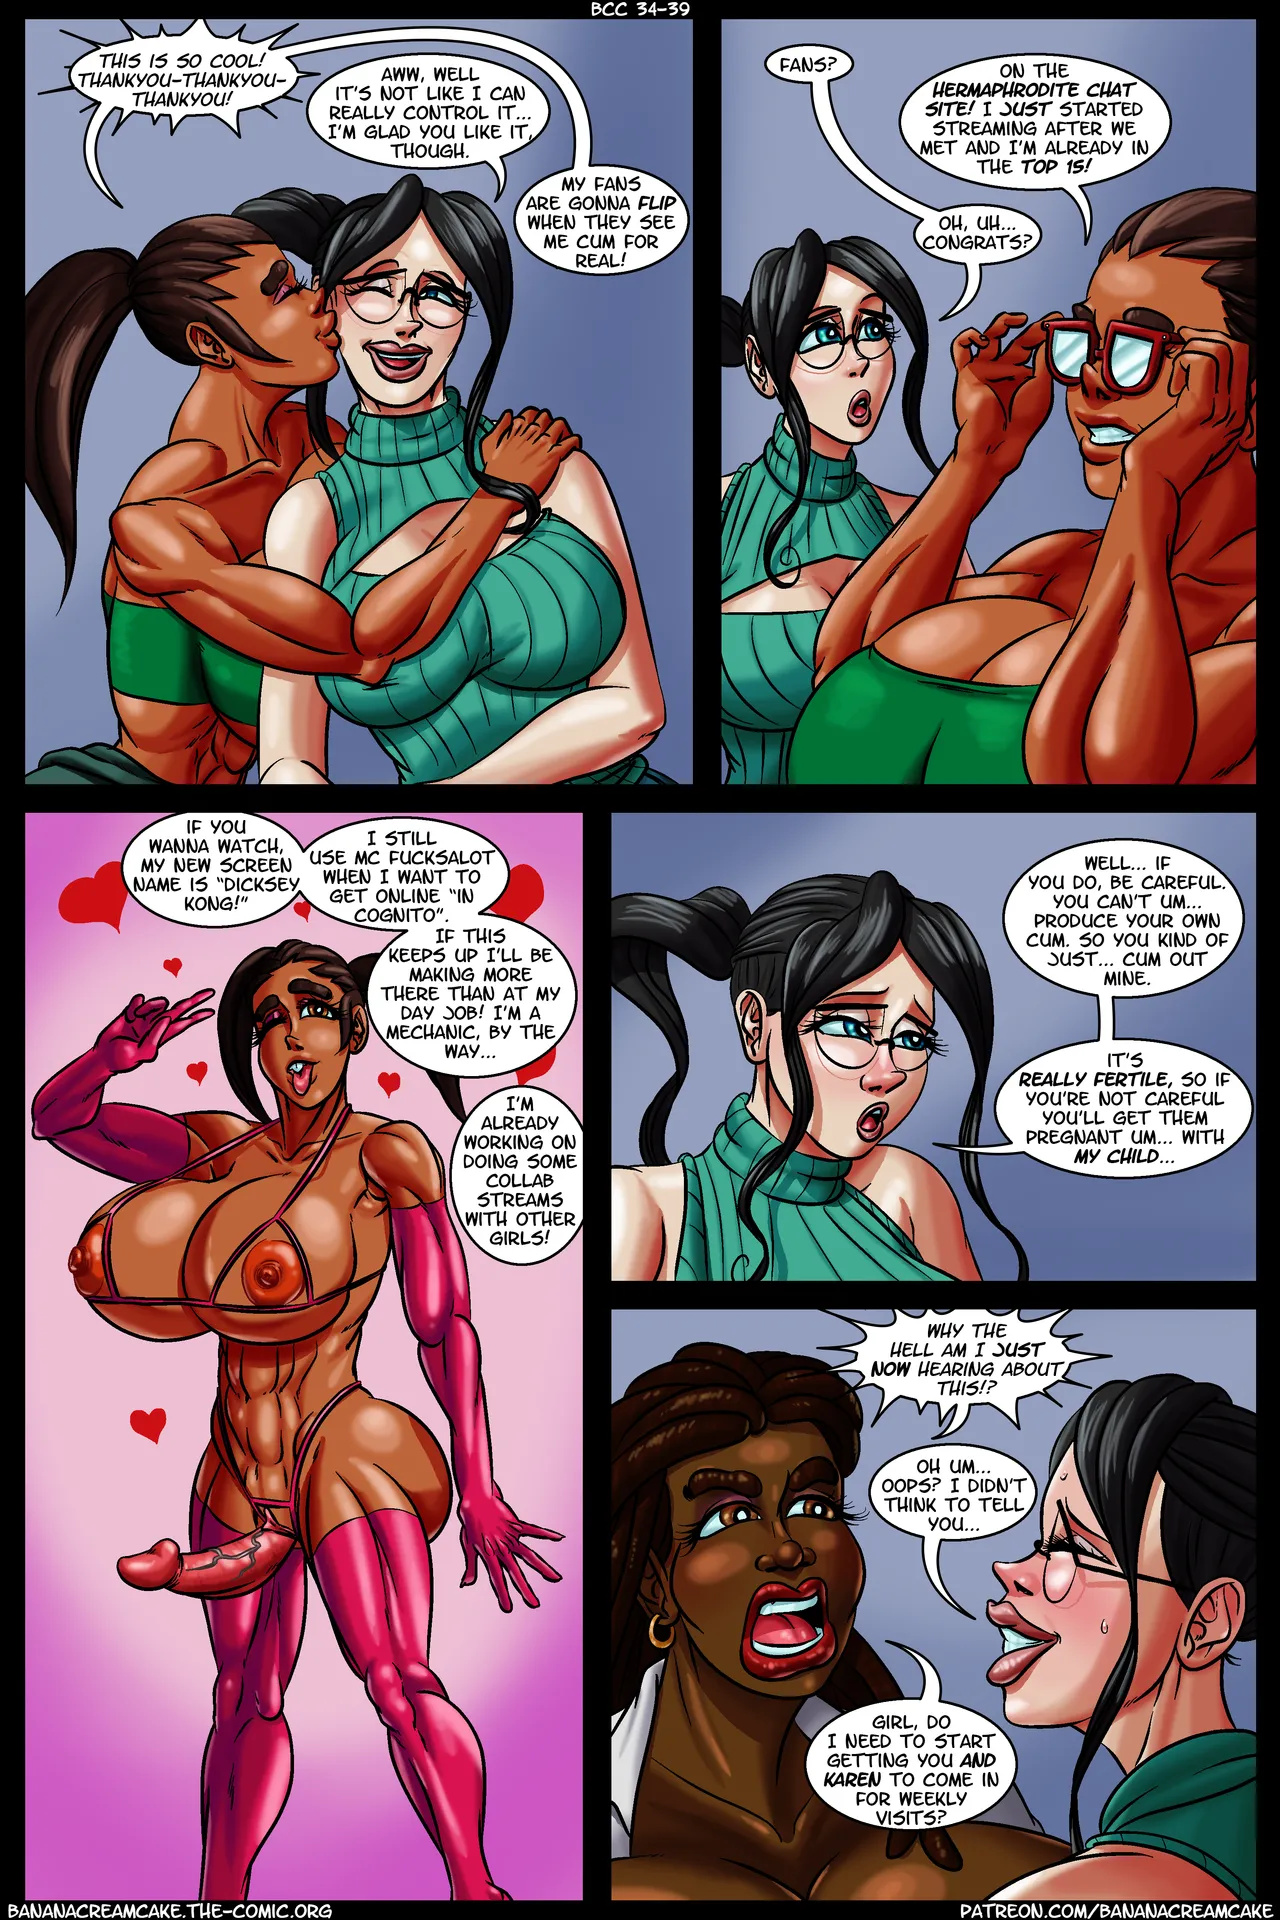 BCC 34-39
THIS IS SO COOL!
THANKYOU-THANKYOU-
THANKYOU!
AWW, WELL
IT'S NOT LIKE I CAN
REALLY CONTROL IT...
I'M GLAD YOU LIKE IT,
THOUGH.
MY FANS
ARE GONNA FLIP
WHEN THEY SEE
ME CUM FOR
REAL!
FANS?
ON THE
HERMAPHRODITE CHAT
SITE! I JUST STARTED
STREAMING AFTER WE
MET AND I'M ALREADY IN
THE TOP 15!
OH, UH...
CONGRATS?
IF YOU
WANNA WATCH,
MY NEW SCREEN
NAME IS "DICKSEY
KONG!"
I STILL
USE MC FUCKSALOT
WHEN I WANT TO
GET ONLINE "IN
COGNITO".
IF THIS
KEEPS UP I'LL BE
MAKING MORE
THERE THAN AT MY
DAY JOB! I'M A
MECHANIC, BY THE
WAY...
I'M
ALREADY
WORKING ON
DOING SOME
COLLAB
STREAMS
WITH OTHER
GIRLS!
WELL... IF
YOU DO, BE CAREFUL.
YOU CAN'T UM...
PRODUCE YOUR OWN
CUM. SO YOU KIND OF
JUST... CUM OUT
MINE.
IT'S
REALLY FERTILE, SO IF
YOU'RE NOT CAREFUL
YOU'LL GET THEM
PREGNANT UM... WITH
MY CHILD...
WHY THE
HELL AM I JUST
NOW HEARING ABOUT
THIS!?
OH UM...
OOPS? I DIDN'T
THINK TO TELL
YOU...
GIRL, DO
I NEED TO START
GETTING YOU AND
KAREN TO COME IN
FOR WEEKLY
VISITS?
BANANACREAMCAKE.THE-COMIC.ORG
PATREON.COM/BANANACREAMCAKE